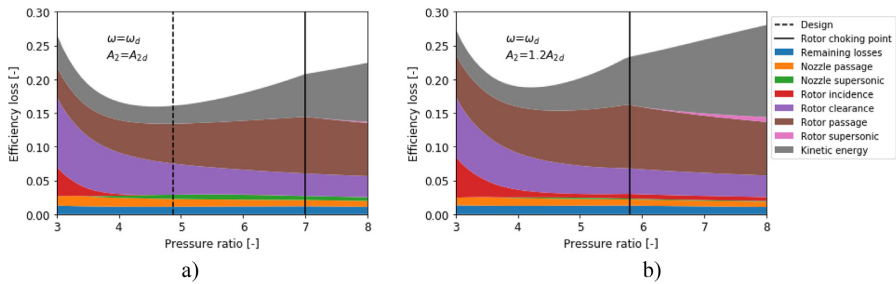 0.30
0.25
0.20
0.15
0.10
0.05
0.00
Efficiency loss [-]
ω=ω_d
A₂=A₂d
3 4 5 6 7 8
Pressure ratio [-]
a)
0.30
0.25
0.20
0.15
0.10
0.05
0.00
Efficiency loss [-]
ω=ω_d
A₂=1.2A₂d
3 4 5 6 7 8
Pressure ratio [-]
b)
Design
Rotor choking point
Remaining losses
Nozzle passage
Nozzle supersonic
Rotor incidence
Rotor clearance
Rotor passage
Rotor supersonic
Kinetic energy